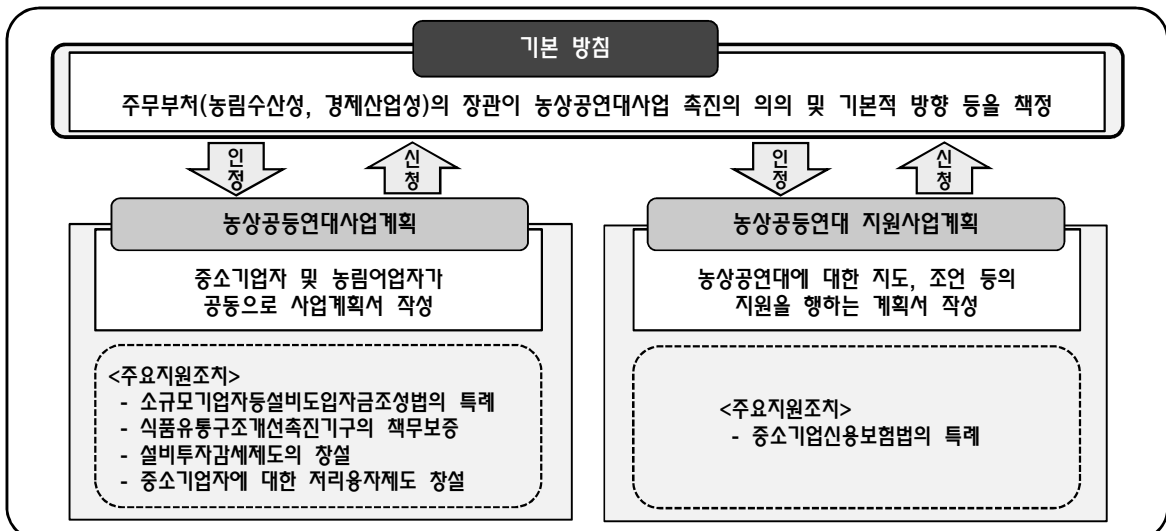 기본 방침
주무부처(농림수산성, 경제산업성)의 장관이 농상공연대사업 촉진의 의의 및 기본적 방향 등을 책정
인정
신청
인정
신청
농상공등연대사업계획
중소기업자 및 농림어업자가
공동으로 사업계획서 작성
<주요지원조치>
- 소규모기업자등설비도입자금조성법의 특례
- 식품유통구조개선촉진기구의 책무보증
- 설비투자감세제도의 창설
- 중소기업자에 대한 저리융자제도 창설
농상공등연대 지원사업계획
농상공연대에 대한 지도, 조언 등의
지원을 행하는 계획서 작성
<주요지원조치>
- 중소기업신용보험법의 특례